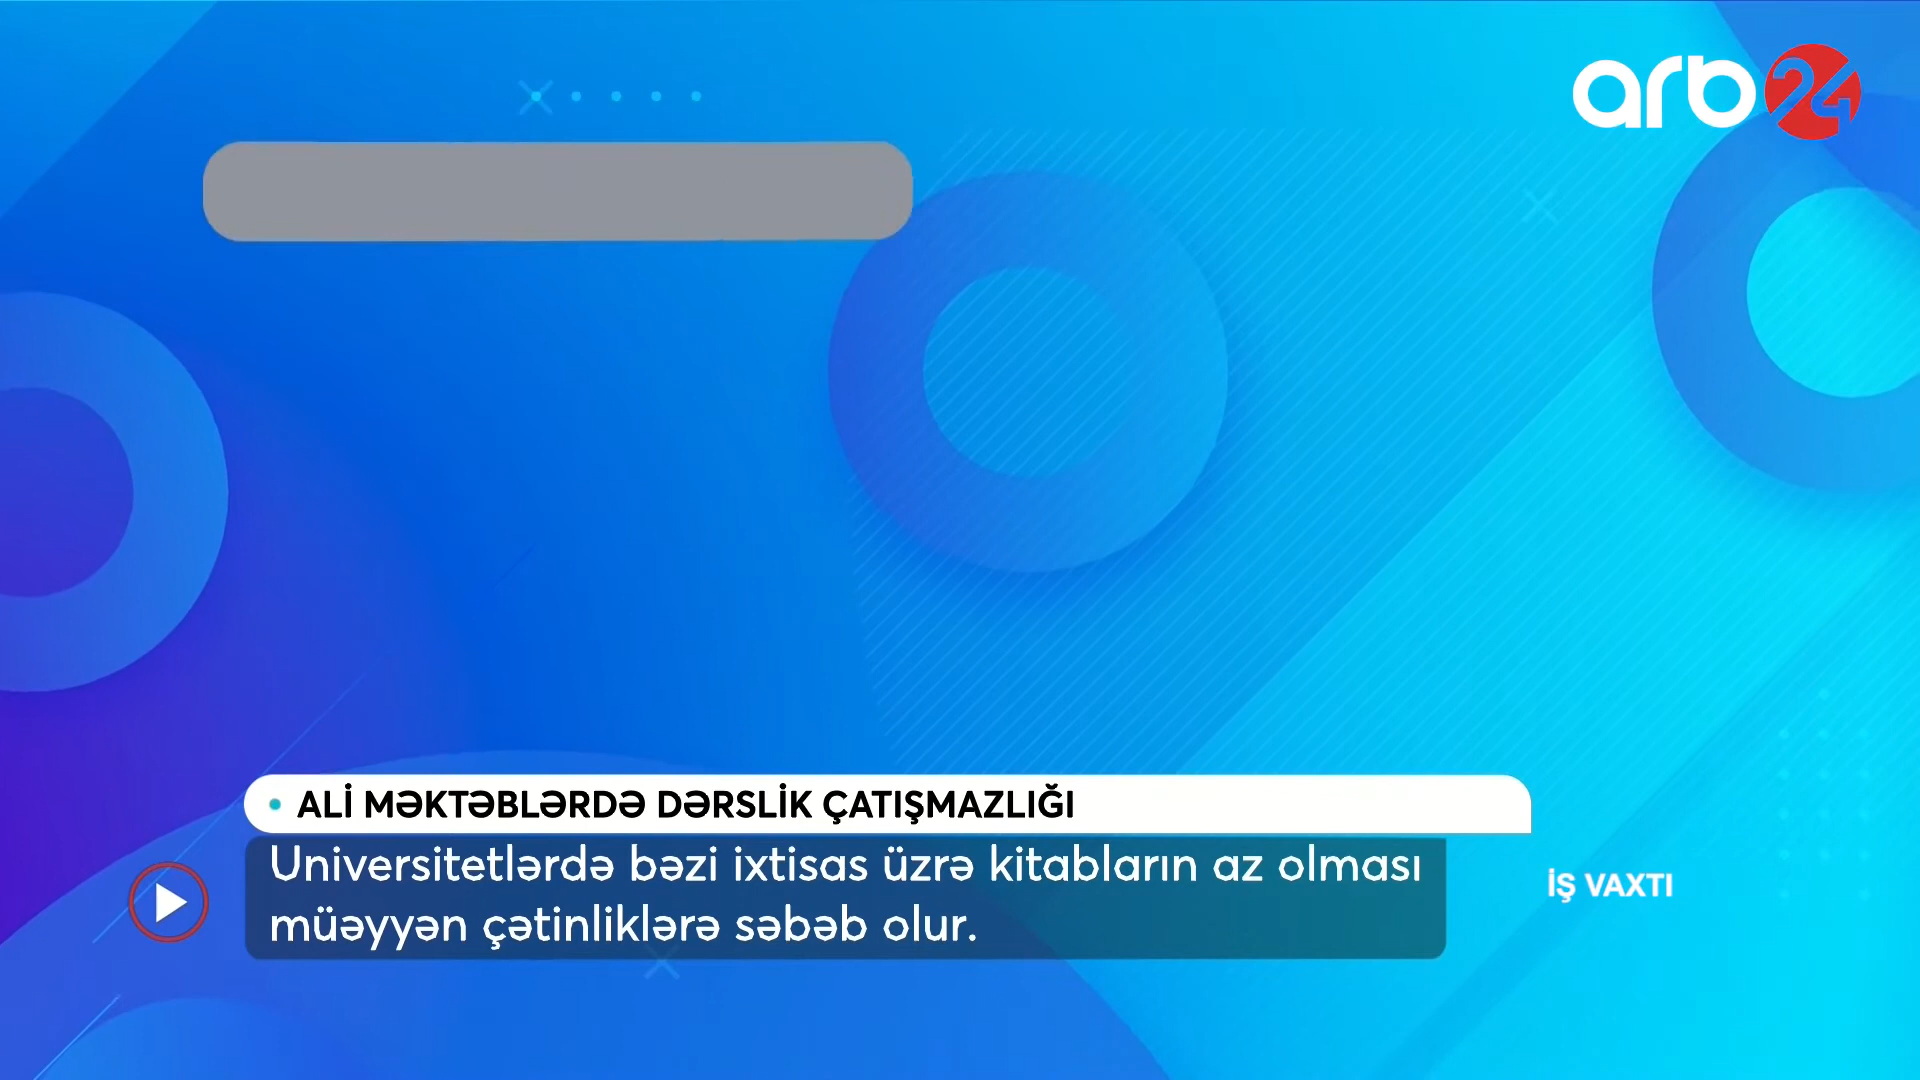 arb24
ALİ MƏKTƏBLƏRDƏ DƏRSLİK ÇATIŞMAZLIĞI
Universitetlərdə bəzi ixtisas üzrə kitabların az olması
müəyyən çətinliklərə səbəb olur.
İŞ VAXTI